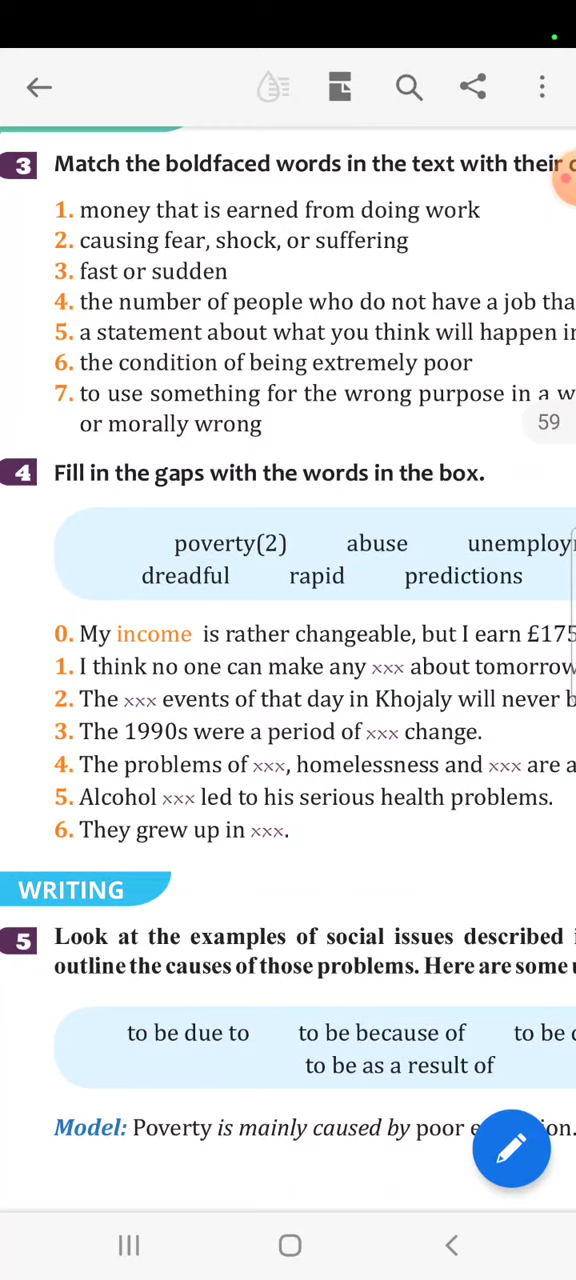 3 Match the boldfaced words in the text with their
1. money that is earned from doing work
2. causing fear, shock, or suffering
3. fast or sudden
4. the number of people who do not have a job tha
5. a statement about what you think will happen in
6. the condition of being extremely poor
7. to use something for the wrong purpose in a w
or morally wrong
59
4 Fill in the gaps with the words in the box.
poverty(2) abuse unemploy
dreadful rapid predictions
0. My income is rather changeable, but I earn £175
1. I think no one can make any xxx about tomorrow
2. The xxx events of that day in Khojaly will never b
3. The 1990s were a period of xxx change.
4. The problems of xxx, homelessness and xxx are a
5. Alcohol xxx led to his serious health problems.
6. They grew up in xxx.
WRITING
5 Look at the examples of social issues described
outline the causes of those problems. Here are some
to be due to to be because of to be
to be as a result of
Model: Poverty is mainly caused by poor